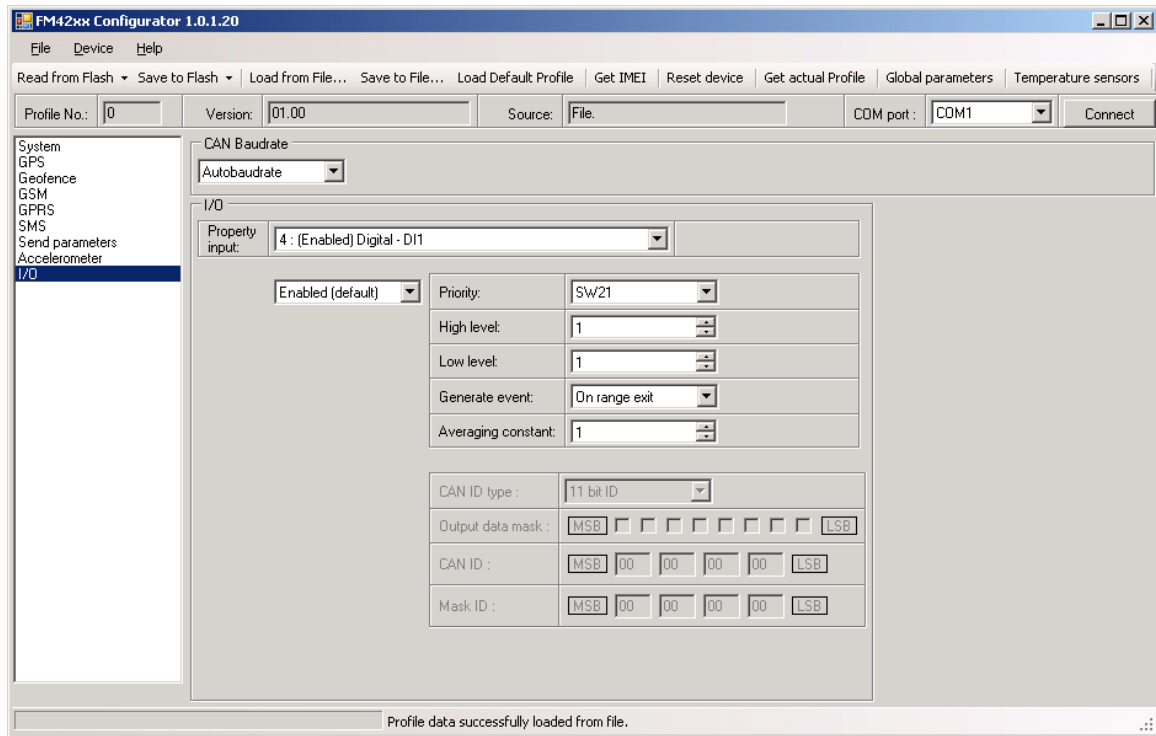 FM42xx Configurator 1.0.1.20
File Device Help
Read from Flash Save to Flash Load from File... Save to File... Load Default Profile Get IMEI Reset device Get actual Profile Global parameters Temperature sensors
Profile No.: 0 Version: 01.00 Source: File. COM port : COM1 Connect
System
GPS
Geofence
GSM
GPRS
SMS
Send parameters
Accelerometer
I/O
CAN Baudrate
Autobaudrate
I/O
Property input: 4 : (Enabled) Digital - DI1
Enabled (default)
Priority: SW21
High level: 1
Low level: 1
Generate event: On range exit
Averaging constant: 1
CAN ID type : 11 bit ID
Output data mask : MSB LSB
CAN ID : MSB 00 00 00 00 LSB
Mask ID : MSB 00 00 00 00 LSB
Profile data successfully loaded from file.